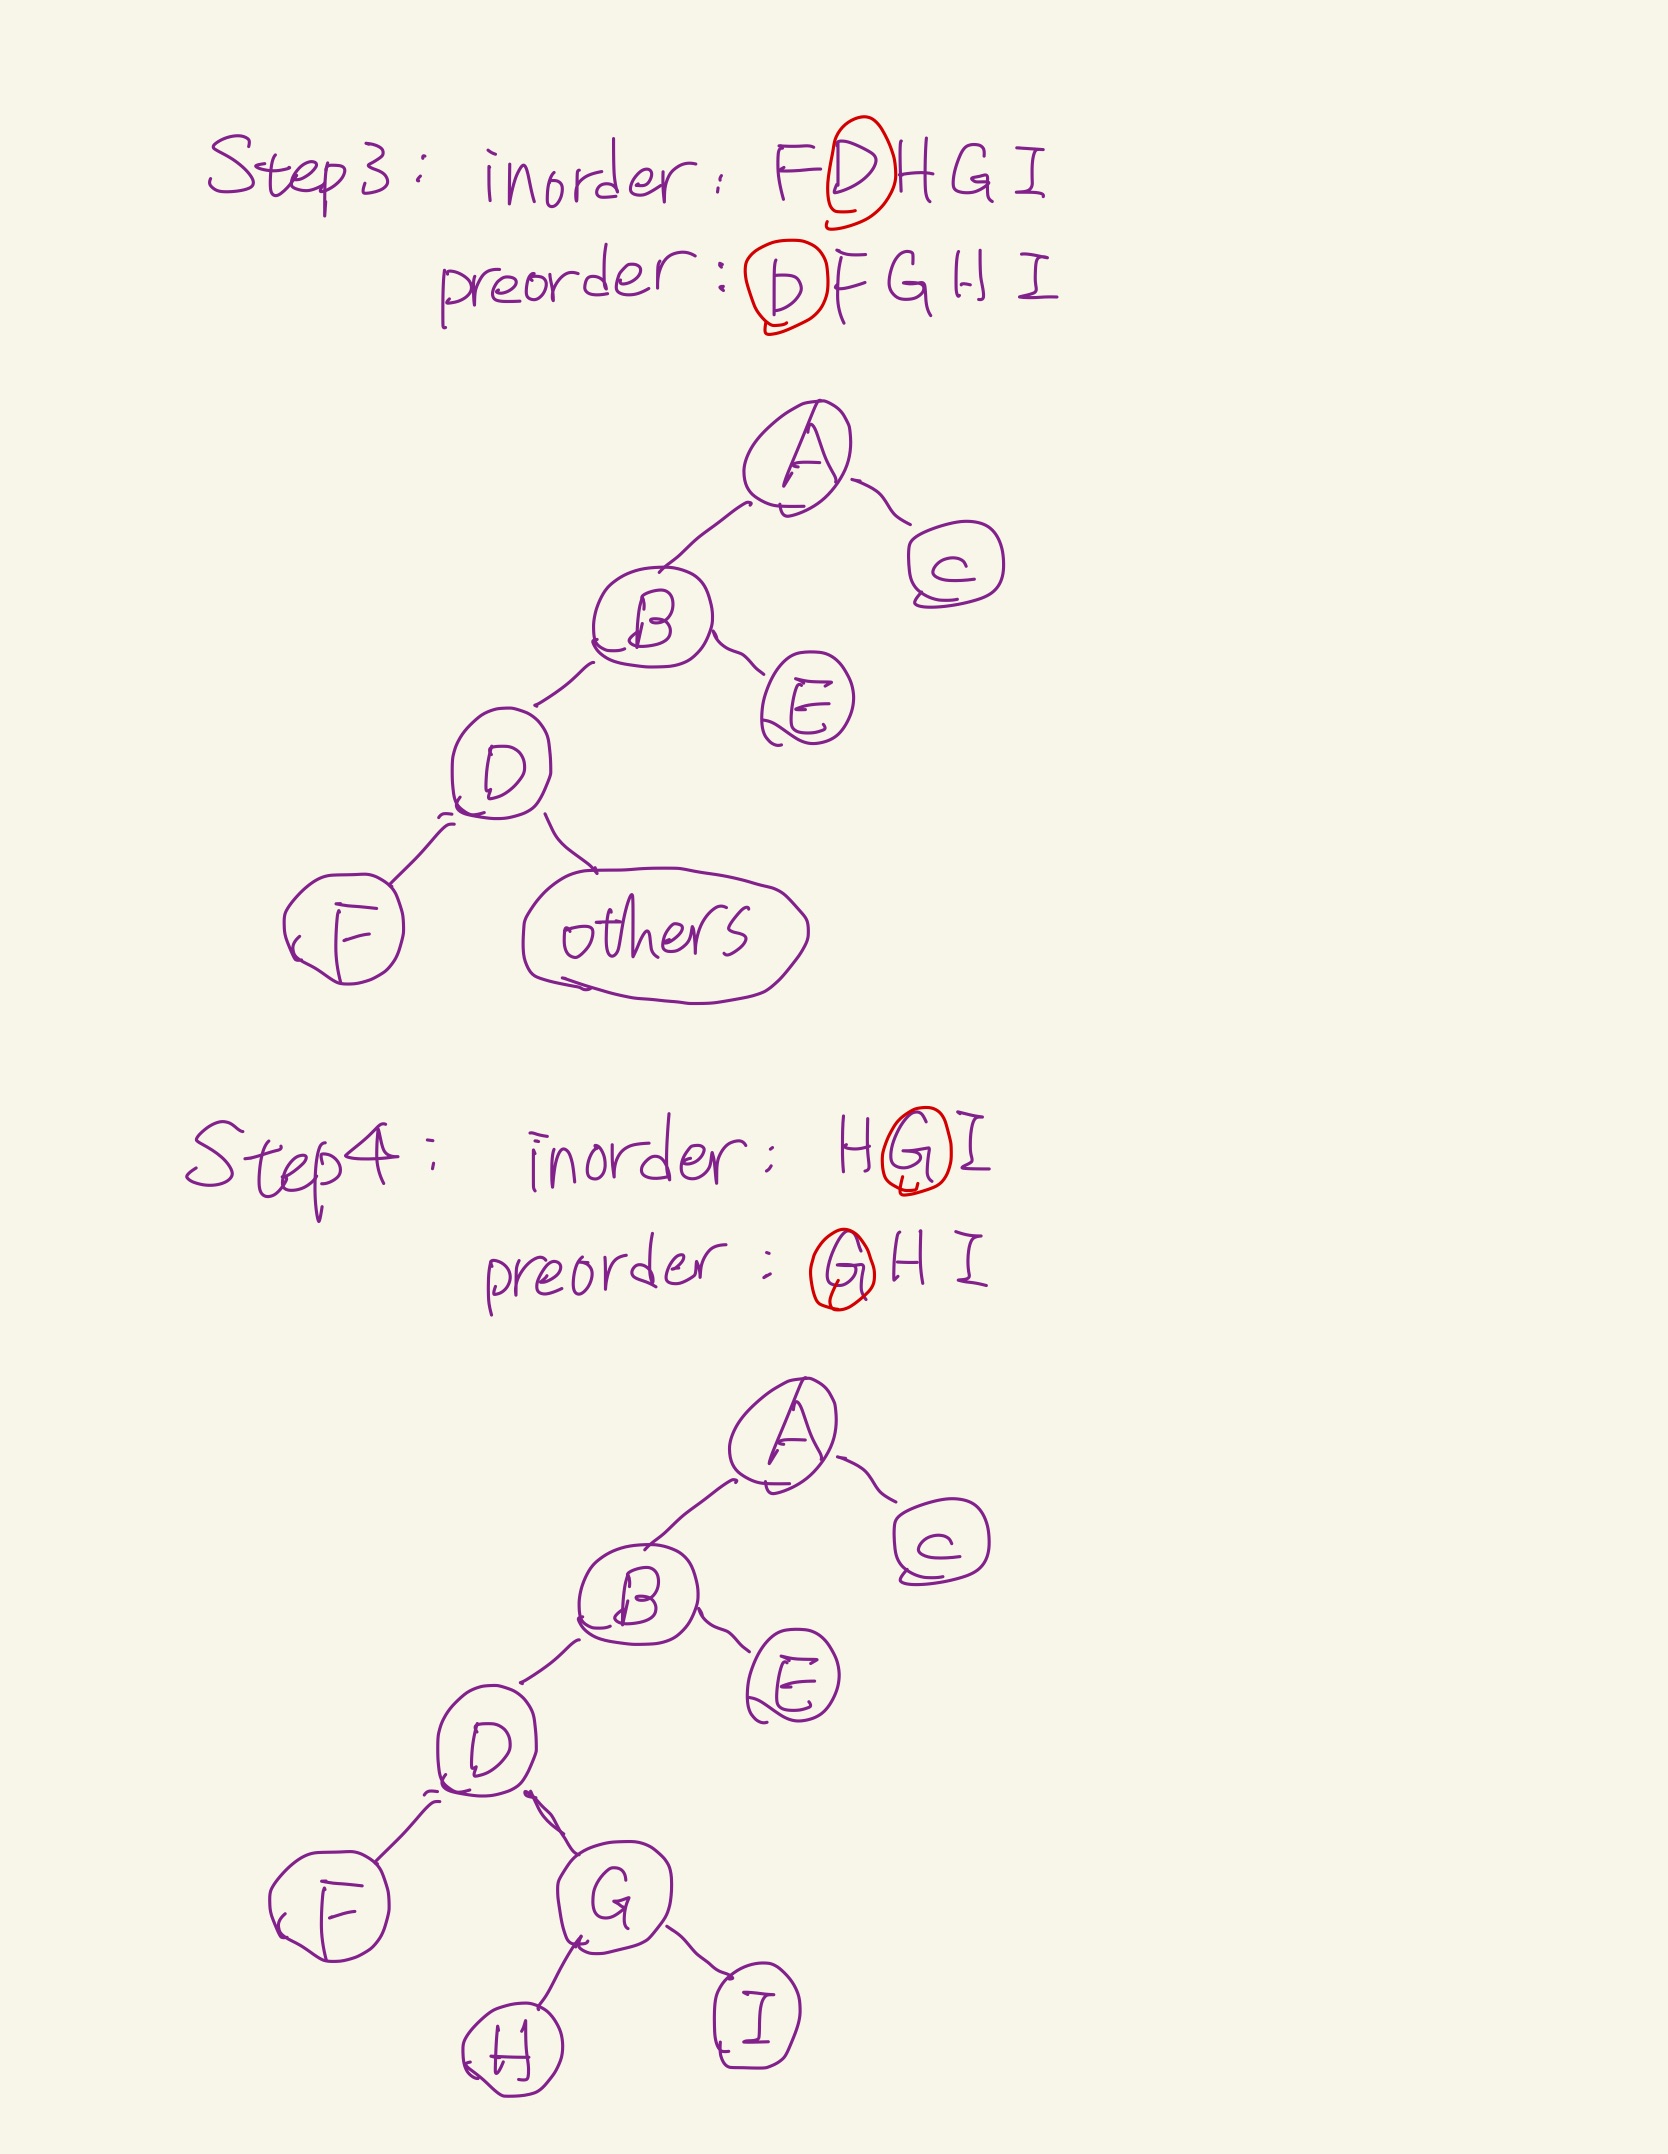 Step3: inorder: FDHGI
preorder: DFGHI
A
C
B
E
D
F
others
Step4: inorder: HGI
preorder: GHI
A
C
B
E
D
F
G
H
I